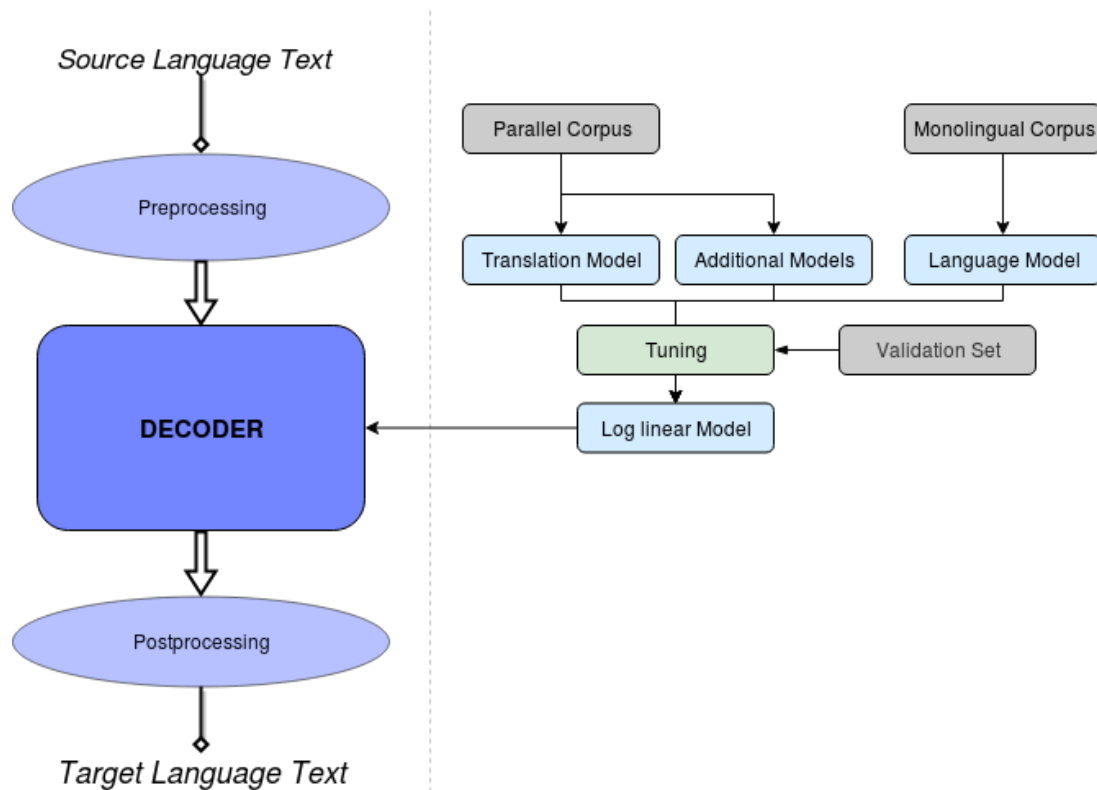 Source Language Text
Preprocessing
DECODER
Postprocessing
Target Language Text
Parallel Corpus
Monolingual Corpus
Translation Model
Additional Models
Language Model
Tuning
Validation Set
Log linear Model